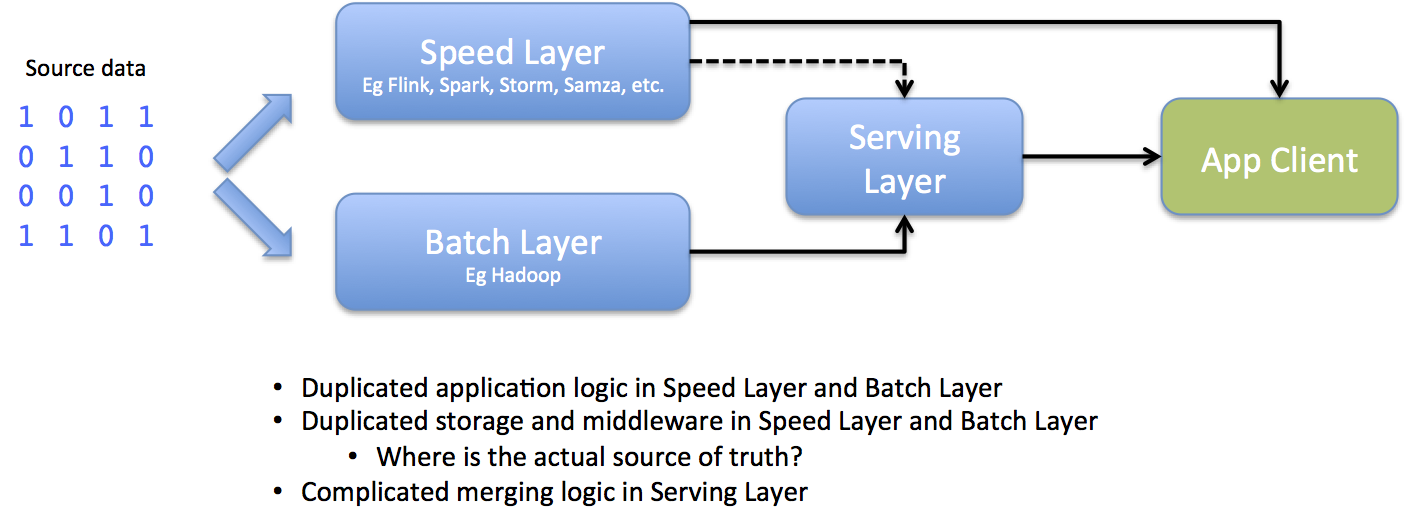 Source data
1 0 1 1
0 1 1 0
0 0 1 0
1 1 0 1
Speed Layer
Eg Flink, Spark, Storm, Samza, etc.
Batch Layer
Eg Hadoop
Serving
Layer
App Client
• Duplicated application logic in Speed Layer and Batch Layer
• Duplicated storage and middleware in Speed Layer and Batch Layer
• Where is the actual source of truth?
• Complicated merging logic in Serving Layer